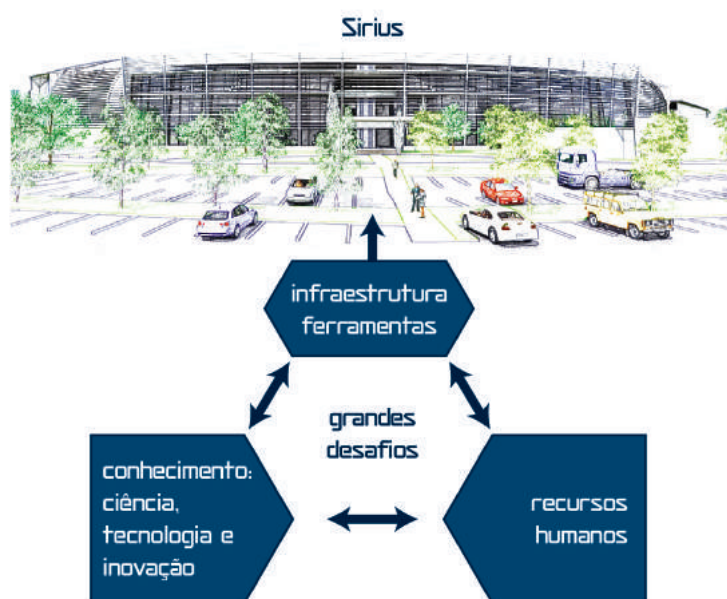 Sirius
infraestrutura
ferramentas
grandes
desafios
conhecimento:
ciência,
tecnologia e
inovação
recursos
humanos